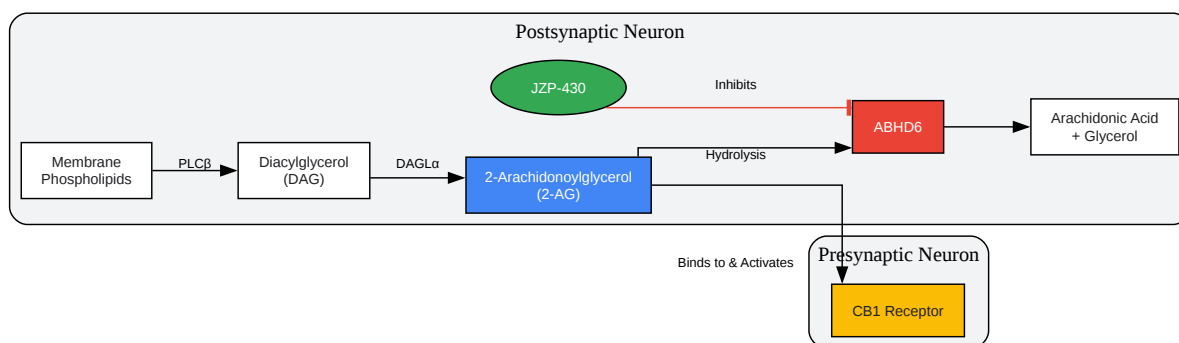 Postsynaptic Neuron
JZP-430
Inhibits
ABHD6
Arachidonic Acid
+ Glycerol
Membrane
Phospholipids
PLCβ
Diacylglycerol
(DAG)
DAGLα
2-Arachidonoylglycerol
(2-AG)
Hydrolysis
Binds to & Activates
Presynaptic Neuron
CB1 Receptor